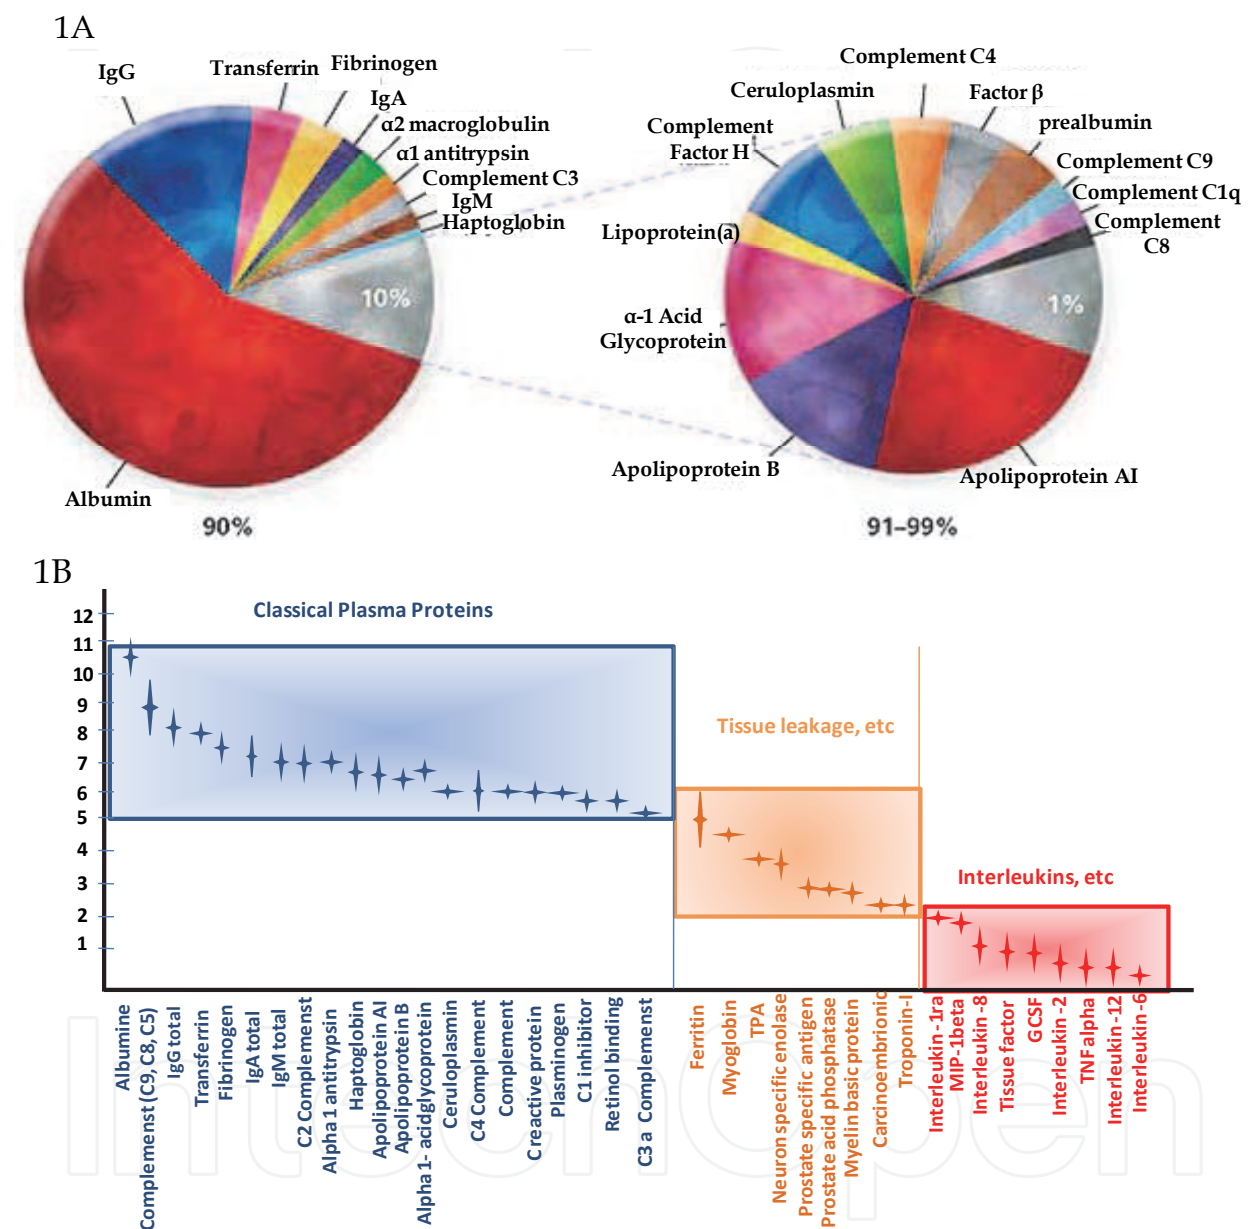 1A
IgG
Transferrin
Fibrinogen
IgA
α2 macroglobulin
α1 antitrypsin
Complement C3
IgM
Haptoglobin
10%
Albumin
90%
Complement C4
Ceruloplasmin
Factor β
prealbumin
Complement
Factor H
Complement C9
Complement C1q
Complement
C8
Lipoprotein(a)
α-1 Acid
Glycoprotein
1%
Apolipoprotein B
Apolipoprotein AI
91–99%
1B
Classical Plasma Proteins
Tissue leakage, etc
Interleukins, etc
12
11
10
9
8
7
6
5
4
3
2
1
Albumine
Complemenst (C9, C8, C5)
IgG total
Transferrin
Fibrinogen
IgA total
IgM total
C2 Complemenst
Alpha 1 antitrypsin
Haptoglobin
Apolipoprotein AI
Apolipoprotein B
Alpha 1- acidglycoprotein
Ceruloplasmin
C4 Complement
Complement
Creactive protein
Plasminogen
C1 inhibitor
Retinol binding
C3 a Complemenst
Ferritin
Myoglobin
TPA
Neuron specific enolase
Prostate specific antigen
Prostate acid phosphatase
Myelin basic protein
Carcinoembrionic
Troponin-I
Interleukin -1ra
MIP-1beta
Interleukin -8
Tissue factor
GCSF
Interleukin -2
TNF alpha
Interleukin -12
Interleukin -6
IntechOpen